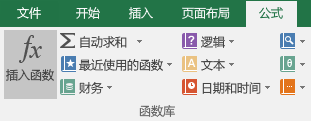 文件 开始 插入 页面布局 公式
fx 插入函数
自动求和 逻辑
最近使用的函数 文本
财务 日期和时间
函数库